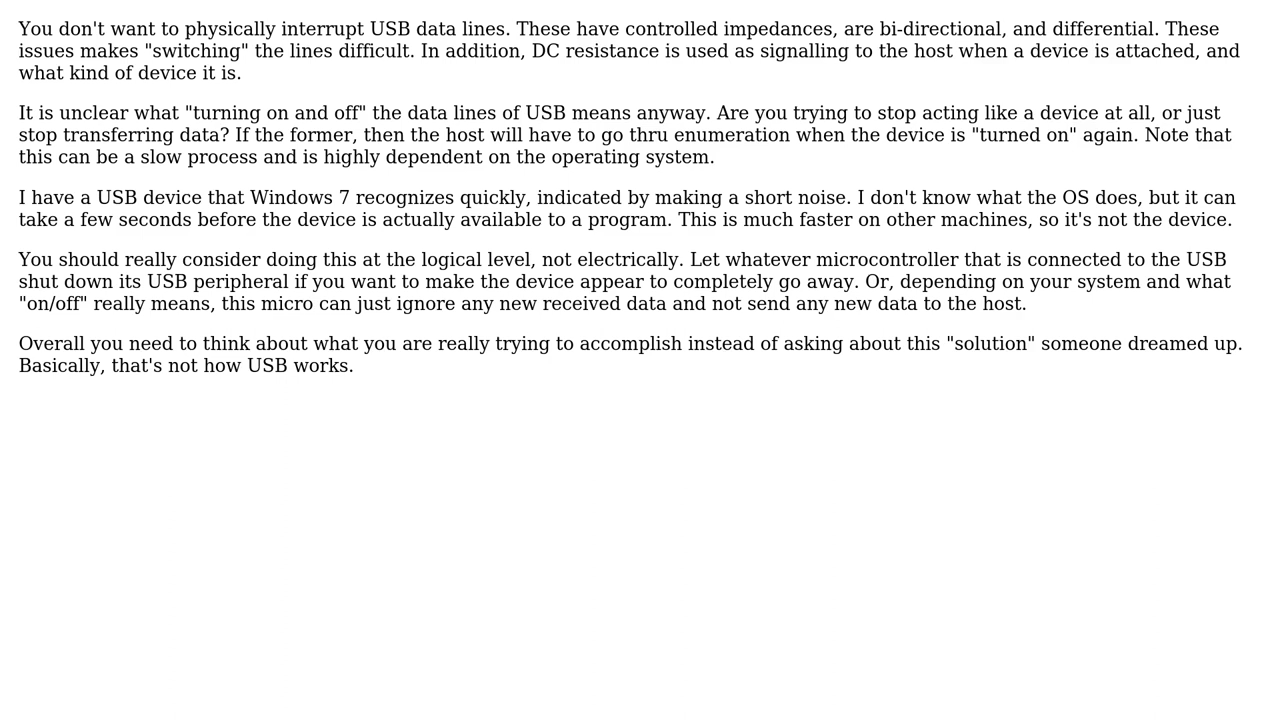 You don't want to physically interrupt USB data lines. These have controlled impedances, are bi-directional, and differential. These
issues makes "switching" the lines difficult. In addition, DC resistance is used as signalling to the host when a device is attached, and
what kind of device it is.
It is unclear what "turning on and off" the data lines of USB means anyway. Are you trying to stop acting like a device at all, or just
stop transferring data? If the former, then the host will have to go thru enumeration when the device is "turned on" again. Note that
this can be a slow process and is highly dependent on the operating system.
I have a USB device that Windows 7 recognizes quickly, indicated by making a short noise. I don't know what the OS does, but it can
take a few seconds before the device is actually available to a program. This is much faster on other machines, so it's not the device.
You should really consider doing this at the logical level, not electrically. Let whatever microcontroller that is connected to the USB
shut down its USB peripheral if you want to make the device appear to completely go away. Or, depending on your system and what
"on/off" really means, this micro can just ignore any new received data and not send any new data to the host.
Overall you need to think about what you are really trying to accomplish instead of asking about this "solution" someone dreamed up.
Basically, that's not how USB works.